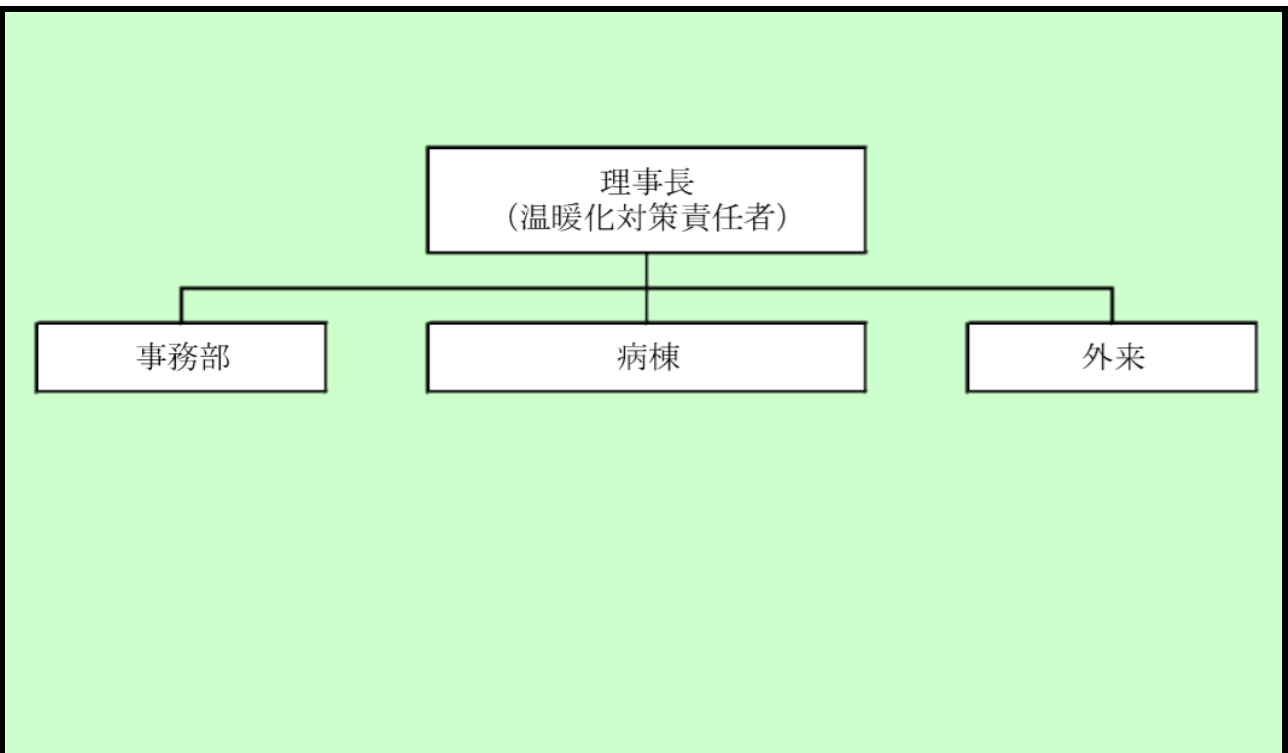 理事長
（温暖化対策責任者）
事務部
病棟
外来